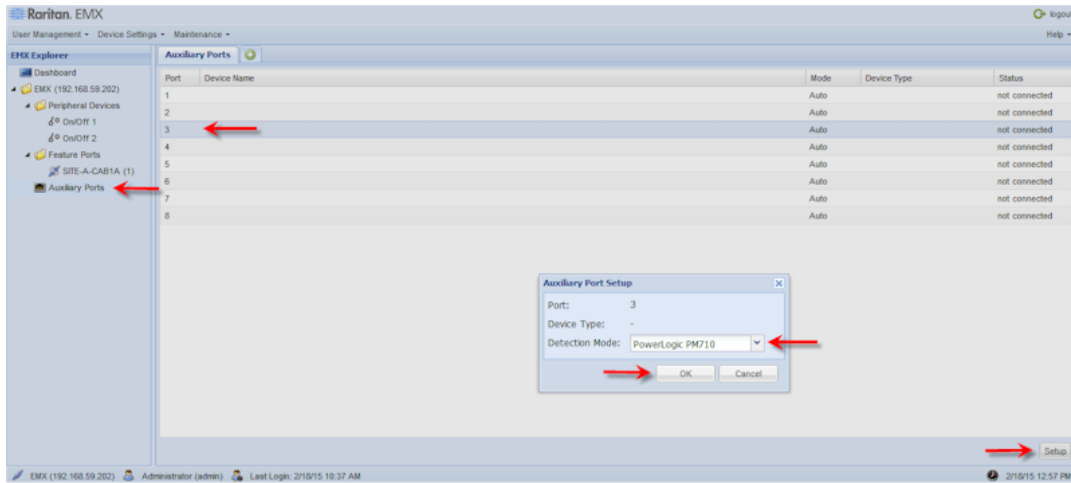 Raritan. EMX
logout
User Management Device Settings Maintenance
Help
EMX Explorer
Dashboard
EMX (192.168.59.202)
Peripheral Devices
On/Off 1
On/Off 2
Feature Ports
SITE-A-CAB1A (1)
Auxiliary Ports
Auxiliary Ports
Port Device Name Mode Device Type Status
1 Auto not connected
2 Auto not connected
3 Auto not connected
4 Auto not connected
5 Auto not connected
6 Auto not connected
7 Auto not connected
8 Auto not connected
Auxiliary Port Setup
Port: 3
Device Type: -
Detection Mode: PowerLogic PM710
OK Cancel
Setup
EMX (192.168.59.202) Administrator (admin) Last Login: 2/18/15 10:37 AM
2/18/15 12:57 PM